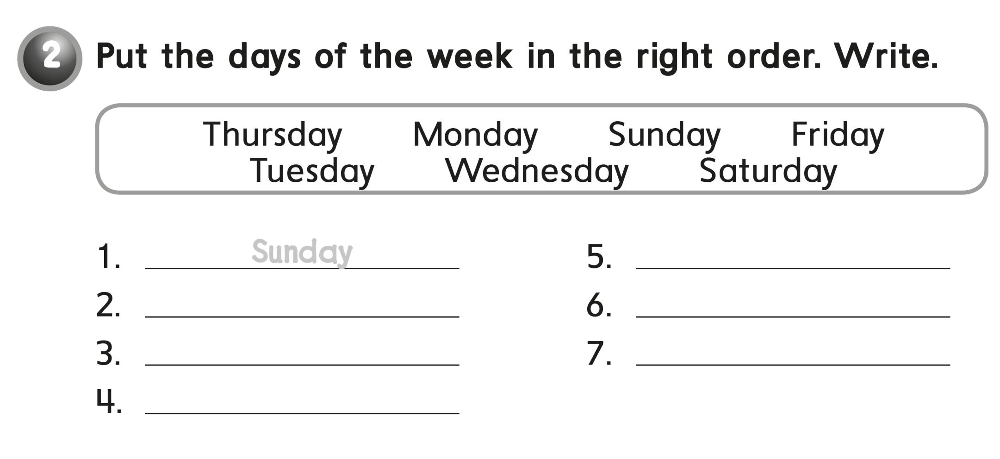 2 Put the days of the week in the right order. Write.
Thursday Monday Sunday Friday
Tuesday Wednesday Saturday
1. Sunday
2.
3.
4.
5.
6.
7.